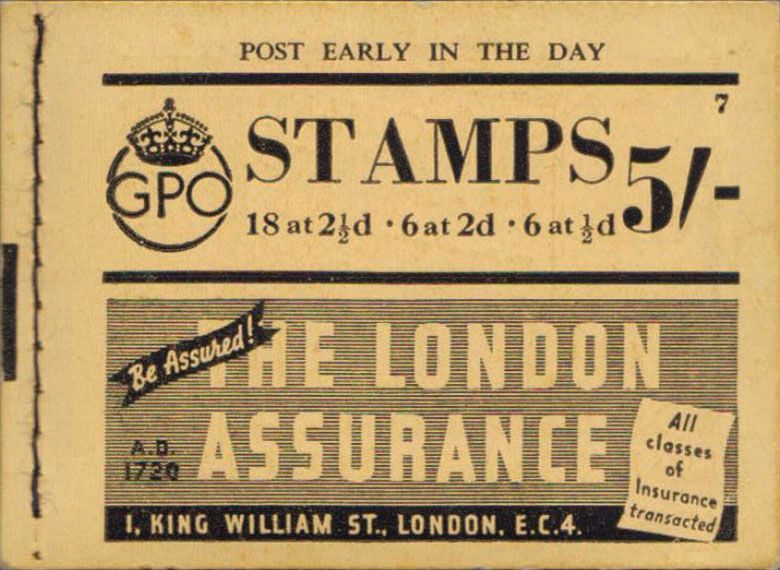 POST EARLY IN THE DAY
7
GPO
STAMPS 5/-
18 at 2½d · 6 at 2d · 6 at ½d
Be Assured!
THE LONDON
ASSURANCE
A.D.
1720
All
classes
of
Insurance
transacted
1, KING WILLIAM ST., LONDON, E.C.4.